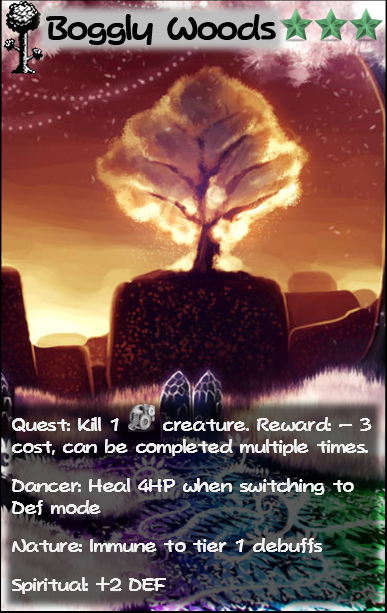 Boggly Woods
Quest: Kill 1 creature. Reward: – 3
cost, can be completed multiple times.
Dancer: Heal 4HP when switching to
Def mode
Nature: Immune to tier 1 debuffs
Spiritual: +2 DEF